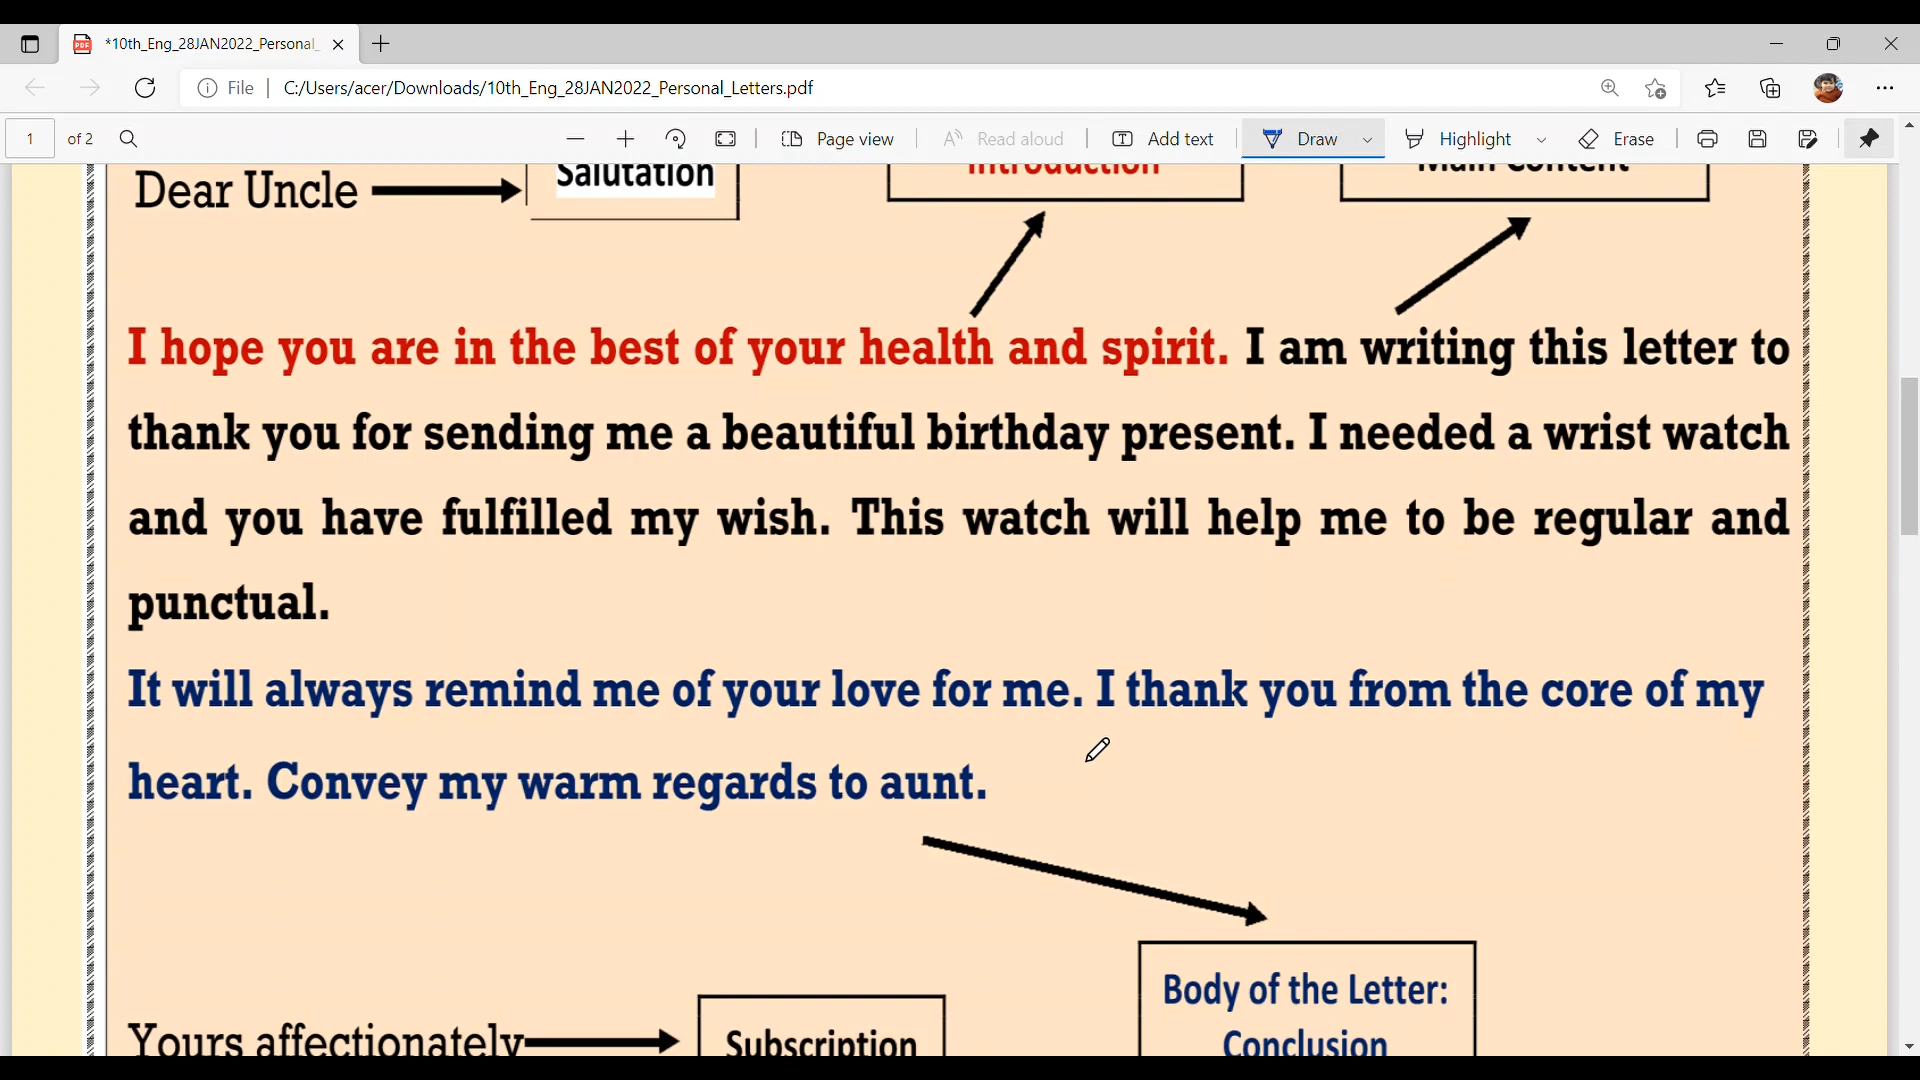 *10th_Eng_28JAN2022_Personal_
File C:/Users/acer/Downloads/10th_Eng_28JAN2022_Personal_Letters.pdf
1 of 2 Page view Read aloud Add text Draw Highlight Erase
Dear Uncle Salutation Introduction Main Content
I hope you are in the best of your health and spirit. I am writing this letter to
thank you for sending me a beautiful birthday present. I needed a wrist watch
and you have fulfilled my wish. This watch will help me to be regular and
punctual.
It will always remind me of your love for me. I thank you from the core of my
heart. Convey my warm regards to aunt.
Body of the Letter:
Yours affectionately Subscription Conclusion